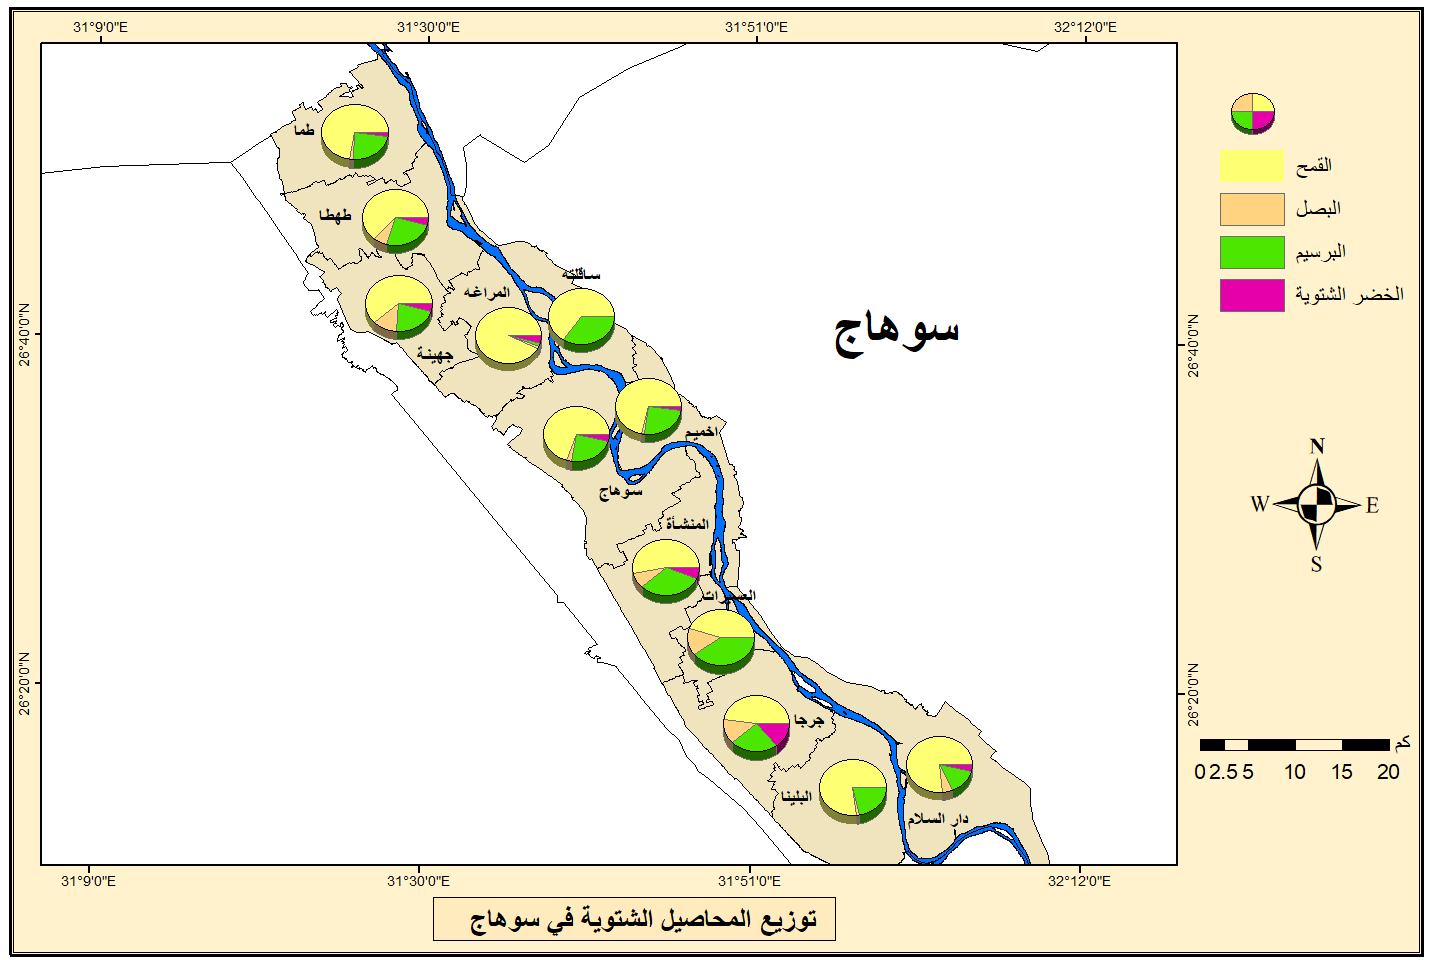 31°9'0"E
31°30'0"E
31°51'0"E
32°12'0"E
طما
طهطا
ساقلته
المراغه
جهينة
اخميم
سوهاج
المنشأة
العسيرات
جرجا
البلينا
دار السلام
سوهاج
القمح
البصل
البرسيم
الخضر الشتوية
26°40'0"N
26°40'0"N
N
W
E
S
26°20'0"N
26°20'0"N
كم
0 2.5 5 10 15 20
31°9'0"E
31°30'0"E
31°51'0"E
32°12'0"E
توزيع المحاصيل الشتوية في سوهاج